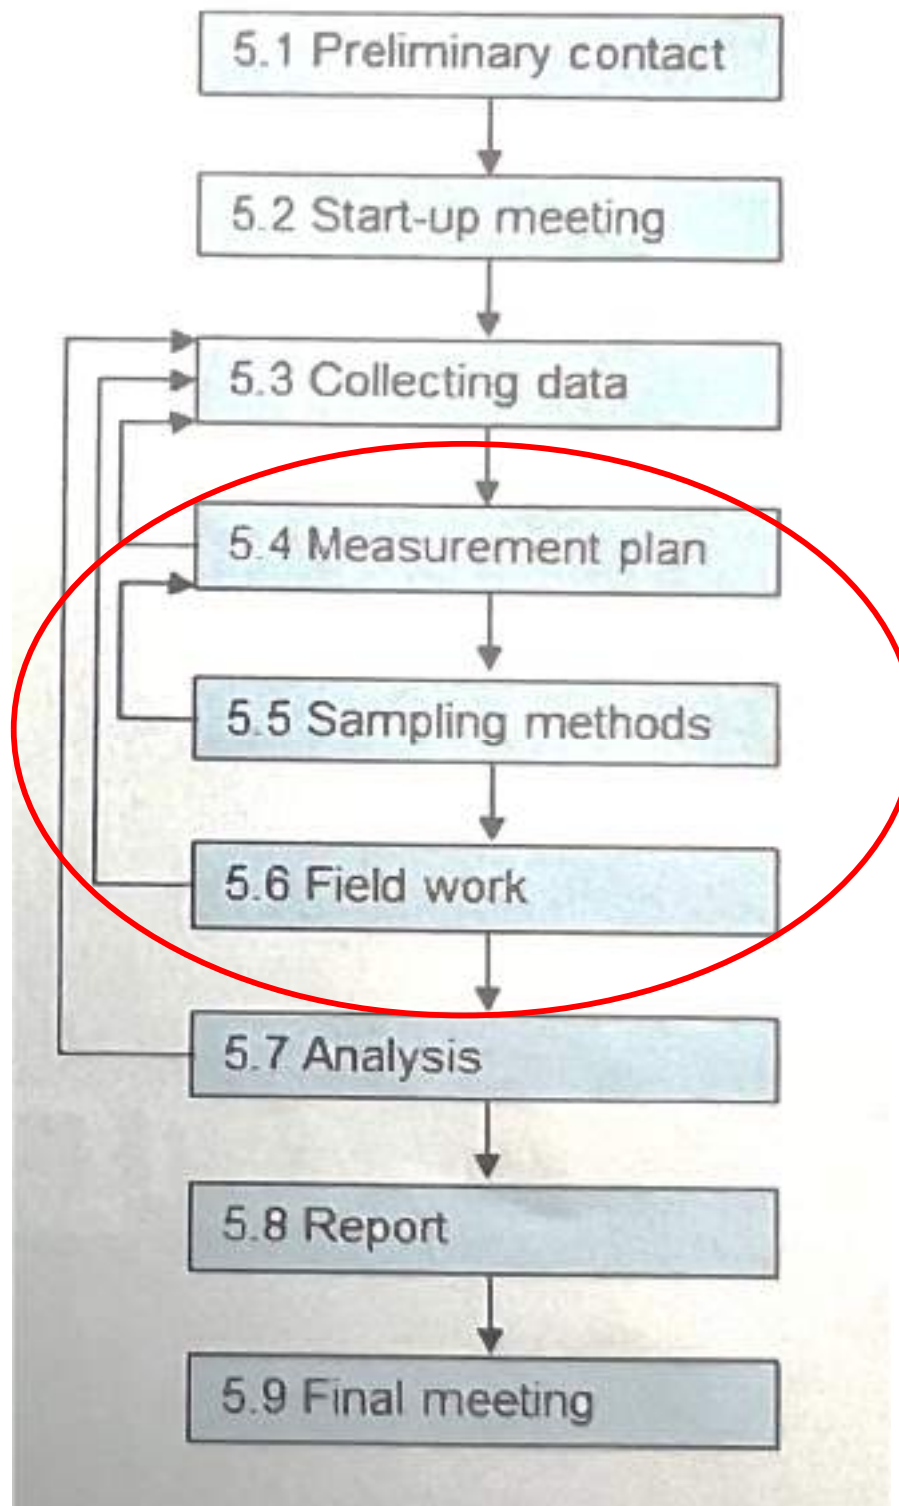 5.1 Preliminary contact
5.2 Start-up meeting
5.3 Collecting data
5.4 Measurement plan
5.5 Sampling methods
5.6 Field work
5.7 Analysis
5.8 Report
5.9 Final meeting